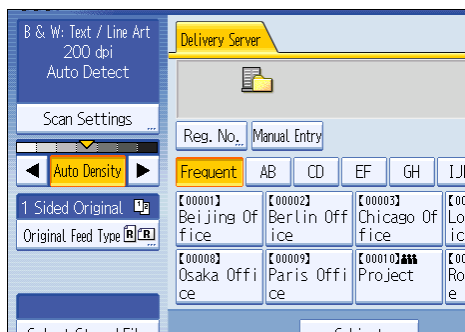 B & W: Text / Line Art
200 dpi
Auto Detect
Scan Settings
Auto Density
1 Sided Original
Original Feed Type
Delivery Server
Reg. No.
Manual Entry
Frequent AB CD EF GH
【00001】 Beijing Office
【00002】 Berlin Office
【00003】 Chicago Office
【00008】 Osaka Office
【00009】 Paris Office
【00010】 Project